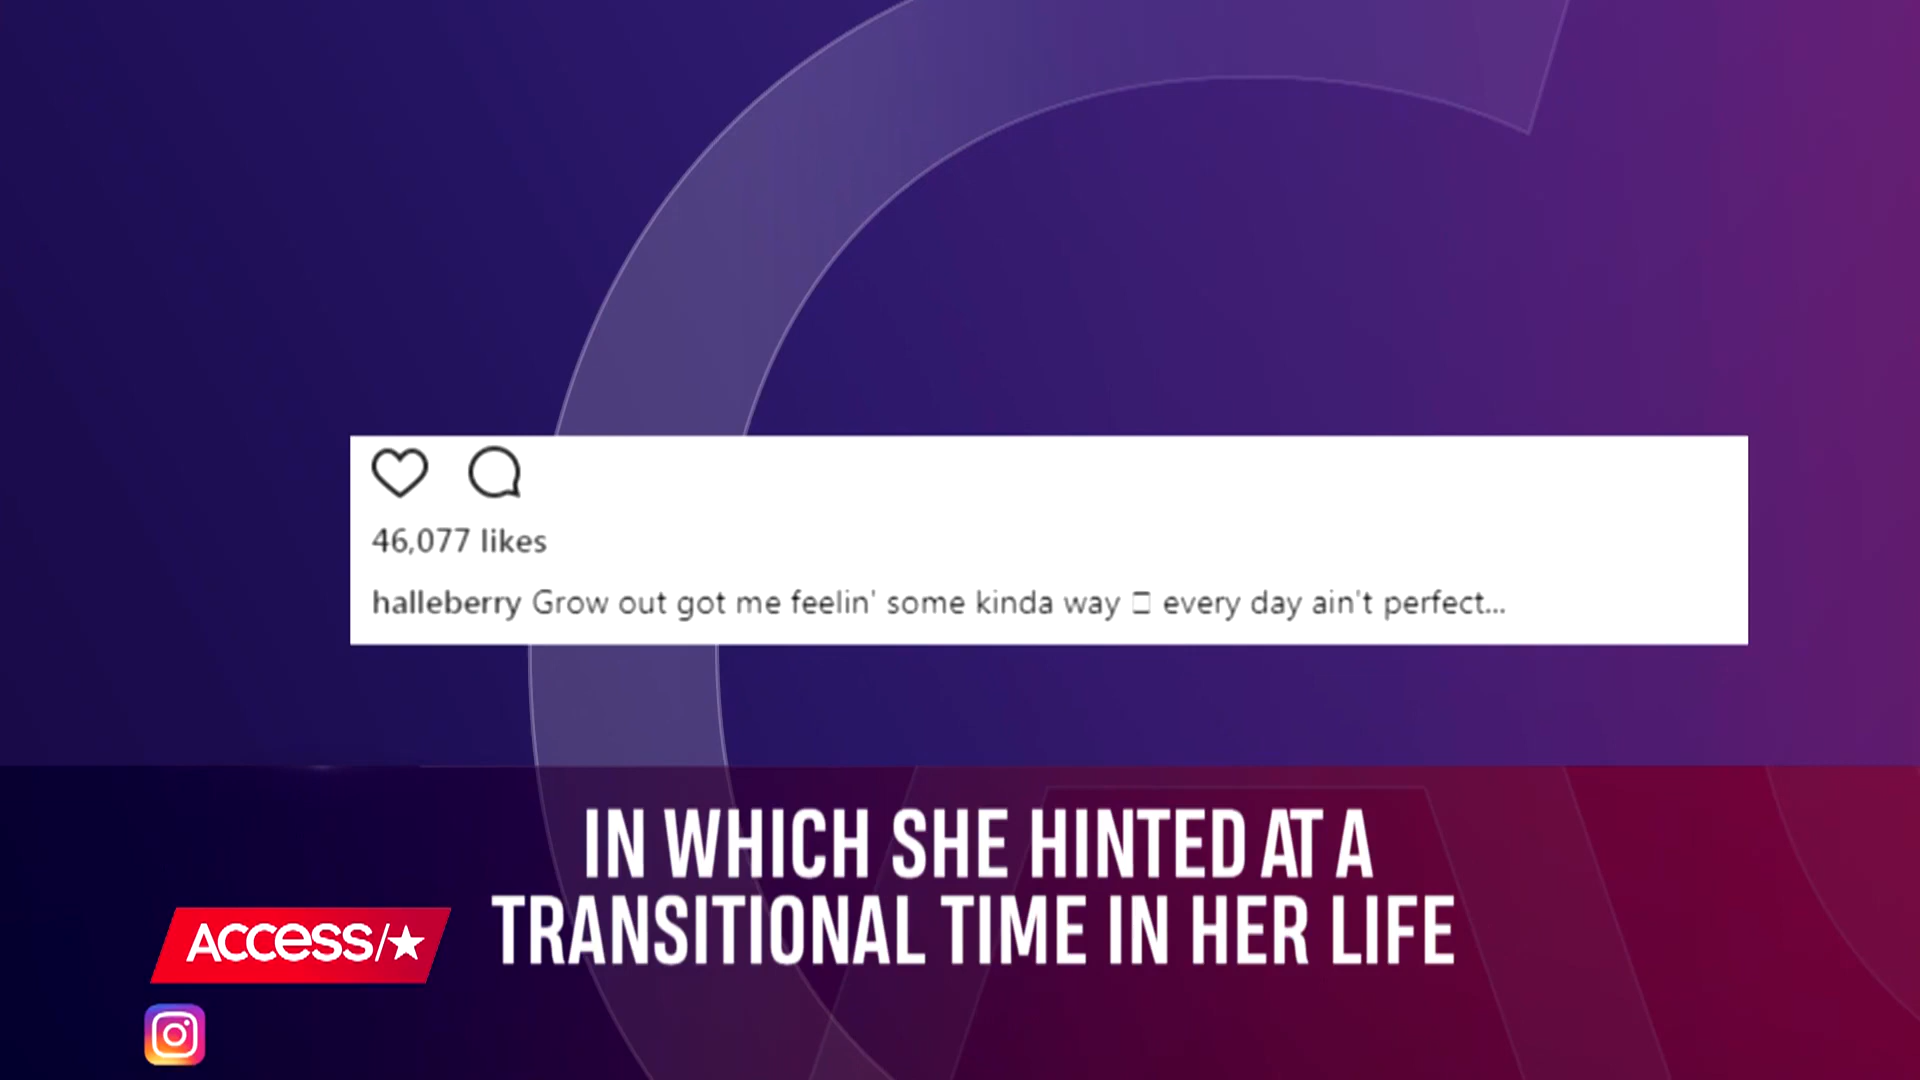 46,077 likes
halleberry Grow out got me feelin' some kinda way □ every day ain't perfect...
IN WHICH SHE HINTED AT A
TRANSITIONAL TIME IN HER LIFE
ACCESS/★